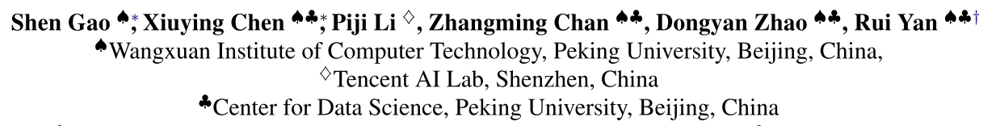 Shen Gao ♠*, Xiuying Chen ♠♣*, Piji Li ♢, Zhangming Chan ♠♣, Dongyan Zhao ♠♣, Rui Yan ♠♣†
♠Wangxuan Institute of Computer Technology, Peking University, Beijing, China,
♢Tencent AI Lab, Shenzhen, China
♣Center for Data Science, Peking University, Beijing, China